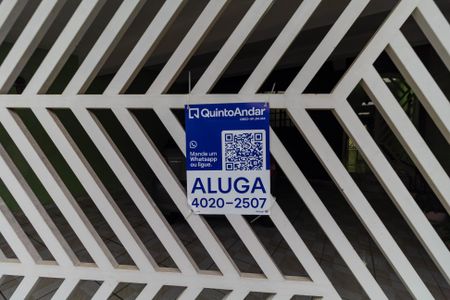 QuintoAndar
Mande um
Whatsapp
ou ligue.
ALUGA
4020-2507